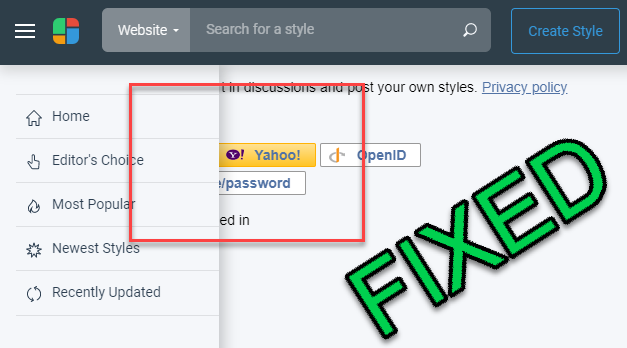 Website
Search for a style
Create Style
t in discussions and post your own styles. Privacy policy
Home
Editor's Choice
Y! Yahoo!
OpenID
e/password
Most Popular
ed in
Newest Styles
Recently Updated
FIXED